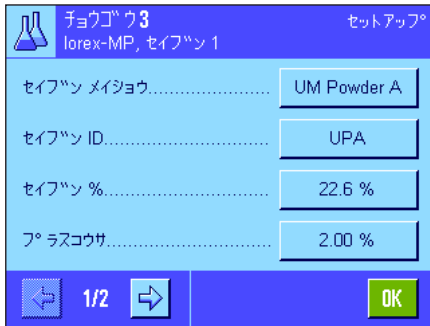 チョウゴウ3 セットアップ
lorex-MP, セイブン 1
セイブン メイショウ...................... UM Powder A
セイブン ID............................... UPA
セイブン %............................... 22.6 %
プラスコウサ............................... 2.00 %
1/2 OK